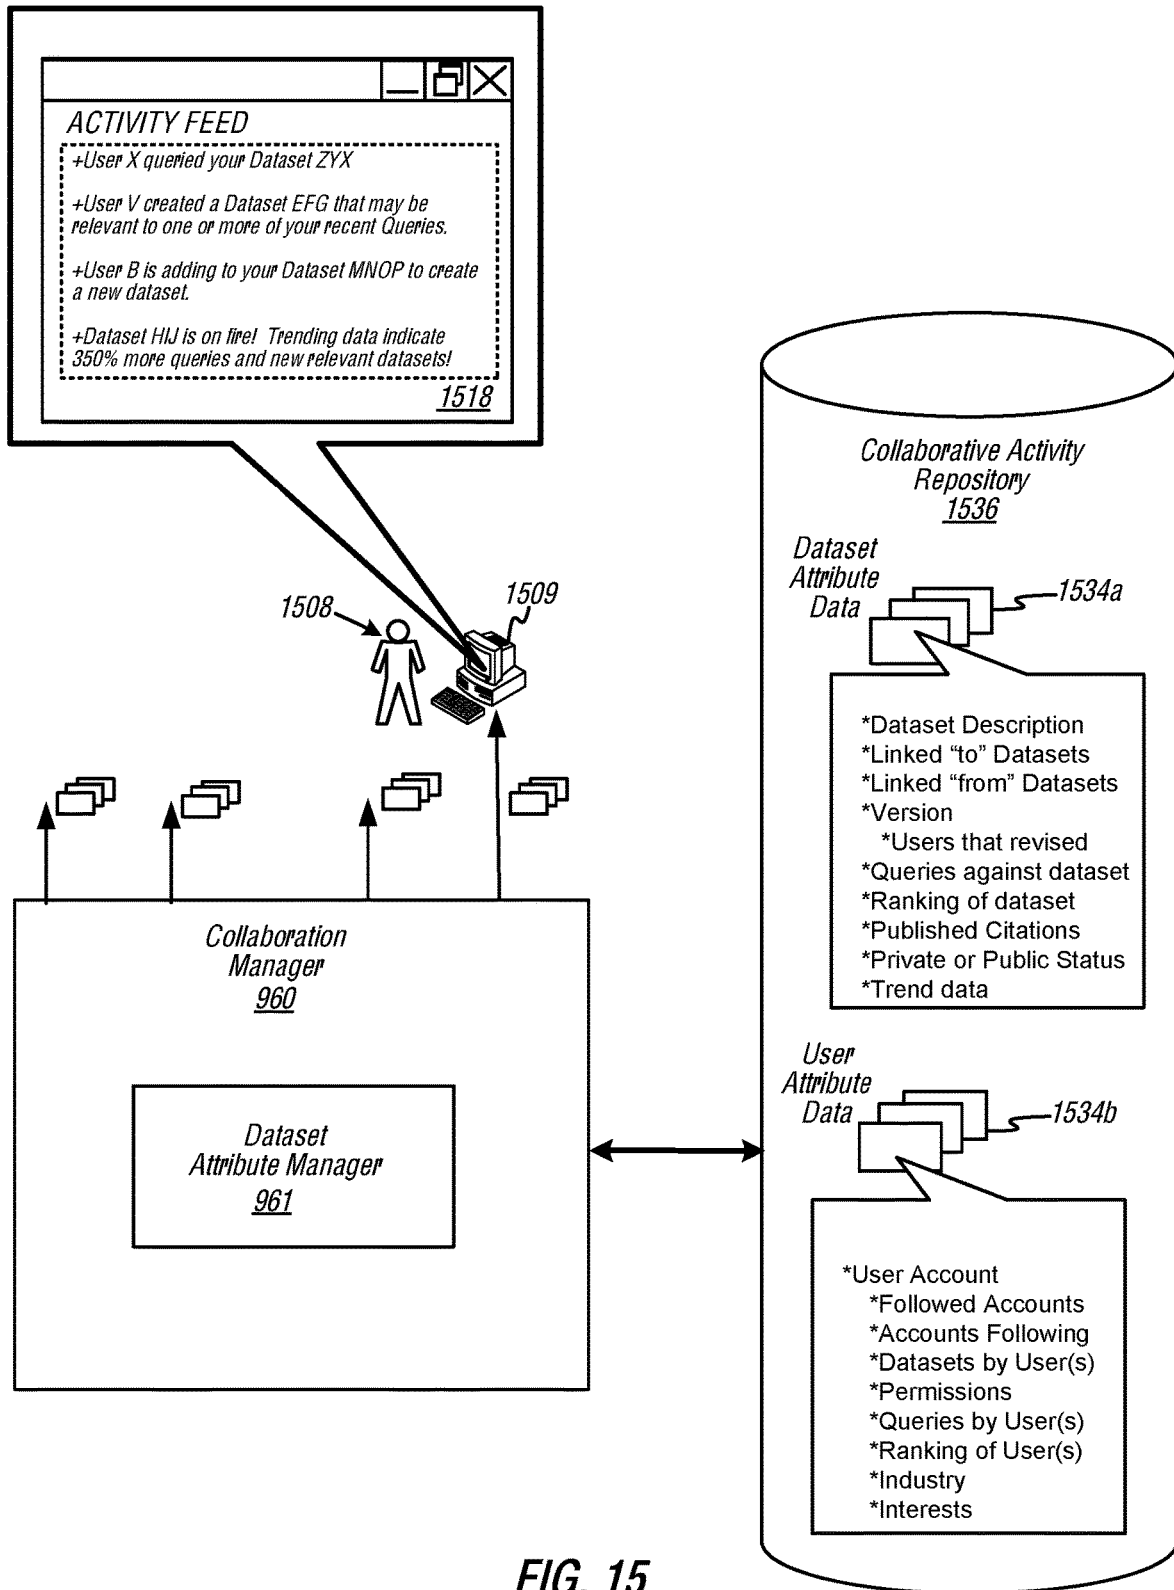 ACTIVITY FEED
+User X queried your Dataset ZYX
+User V created a Dataset EFG that may be
relevant to one or more of your recent Queries.
+User B is adding to your Dataset MNOP to create
a new dataset.
+Dataset HIJ is on fire! Trending data indicate
350% more queries and new relevant datasets!
1518
1508
1509
Collaboration
Manager
960
Dataset
Attribute Manager
961
Collaborative Activity
Repository
1536
Dataset
Attribute
Data
1534a
*Dataset Description
*Linked “to” Datasets
*Linked “from” Datasets
*Version
*Users that revised
*Queries against dataset
*Ranking of dataset
*Published Citations
*Private or Public Status
*Trend data
User
Attribute
Data
1534b
*User Account
*Followed Accounts
*Accounts Following
*Datasets by User(s)
*Permissions
*Queries by User(s)
*Ranking of User(s)
*Industry
*Interests
FIG. 15